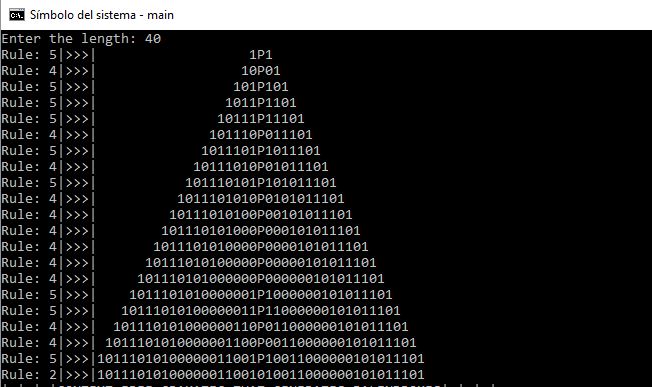 Símbolo del sistema - main
Enter the length: 40
Rule: 5|>>>| 1P1
Rule: 4|>>>| 10P01
Rule: 5|>>>| 101P101
Rule: 5|>>>| 1011P1101
Rule: 5|>>>| 10111P11101
Rule: 4|>>>| 101110P011101
Rule: 5|>>>| 1011101P1011101
Rule: 4|>>>| 10111010P01011101
Rule: 5|>>>| 101110101P101011101
Rule: 4|>>>| 1011101010P0101011101
Rule: 4|>>>| 10111010100P00101011101
Rule: 4|>>>| 101110101000P000101011101
Rule: 4|>>>| 1011101010000P0000101011101
Rule: 4|>>>| 10111010100000P00000101011101
Rule: 4|>>>| 101110101000000P000000101011101
Rule: 5|>>>| 1011101010000001P1000000101011101
Rule: 5|>>>| 10111010100000011P11000000101011101
Rule: 4|>>>| 101110101000000110P011000000101011101
Rule: 4|>>>| 1011101010000001100P0011000000101011101
Rule: 5|>>>|10111010100000011001P10011000000101011101
Rule: 2|>>>|10111010100000011001010011000000101011101